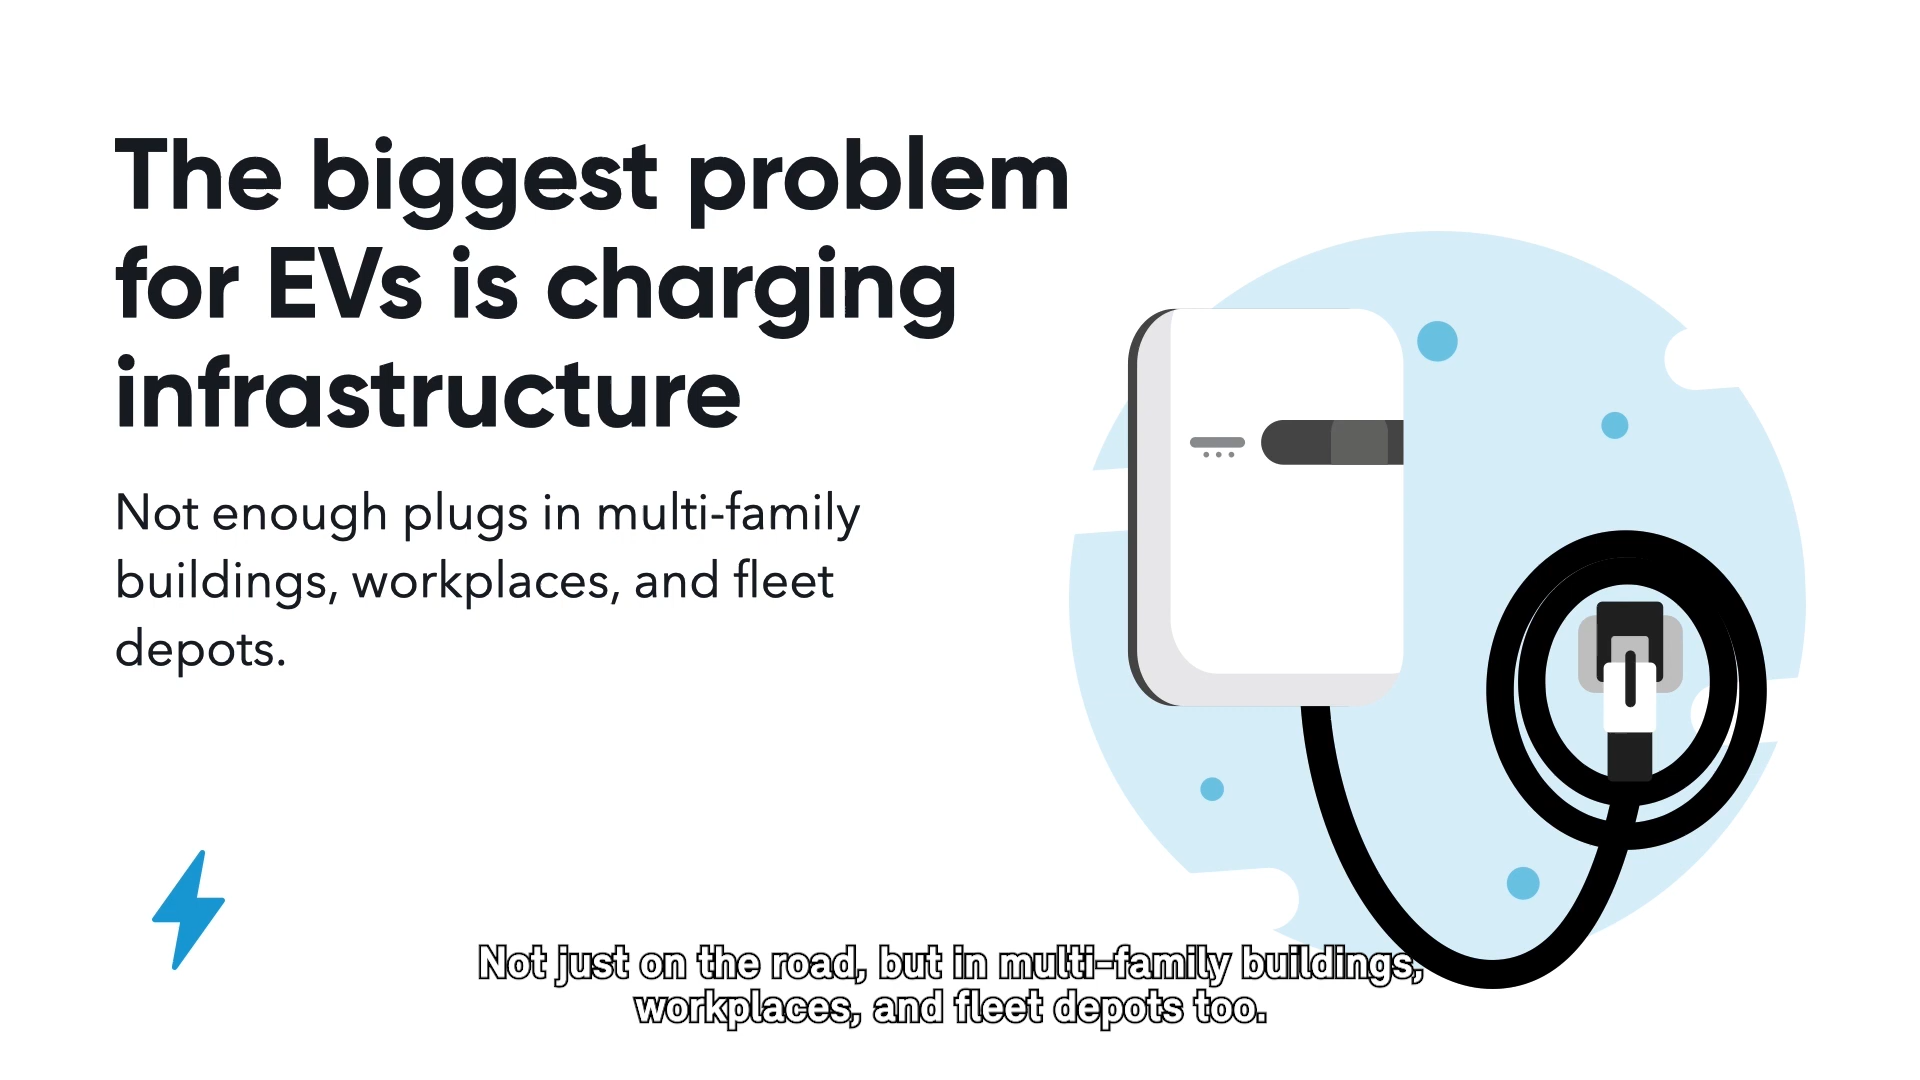 The biggest problem
for EVs is charging
infrastructure
Not enough plugs in multi-family
buildings, workplaces, and fleet
depots.
Not just on the road, but in multi-family buildings,
workplaces, and fleet depots too.